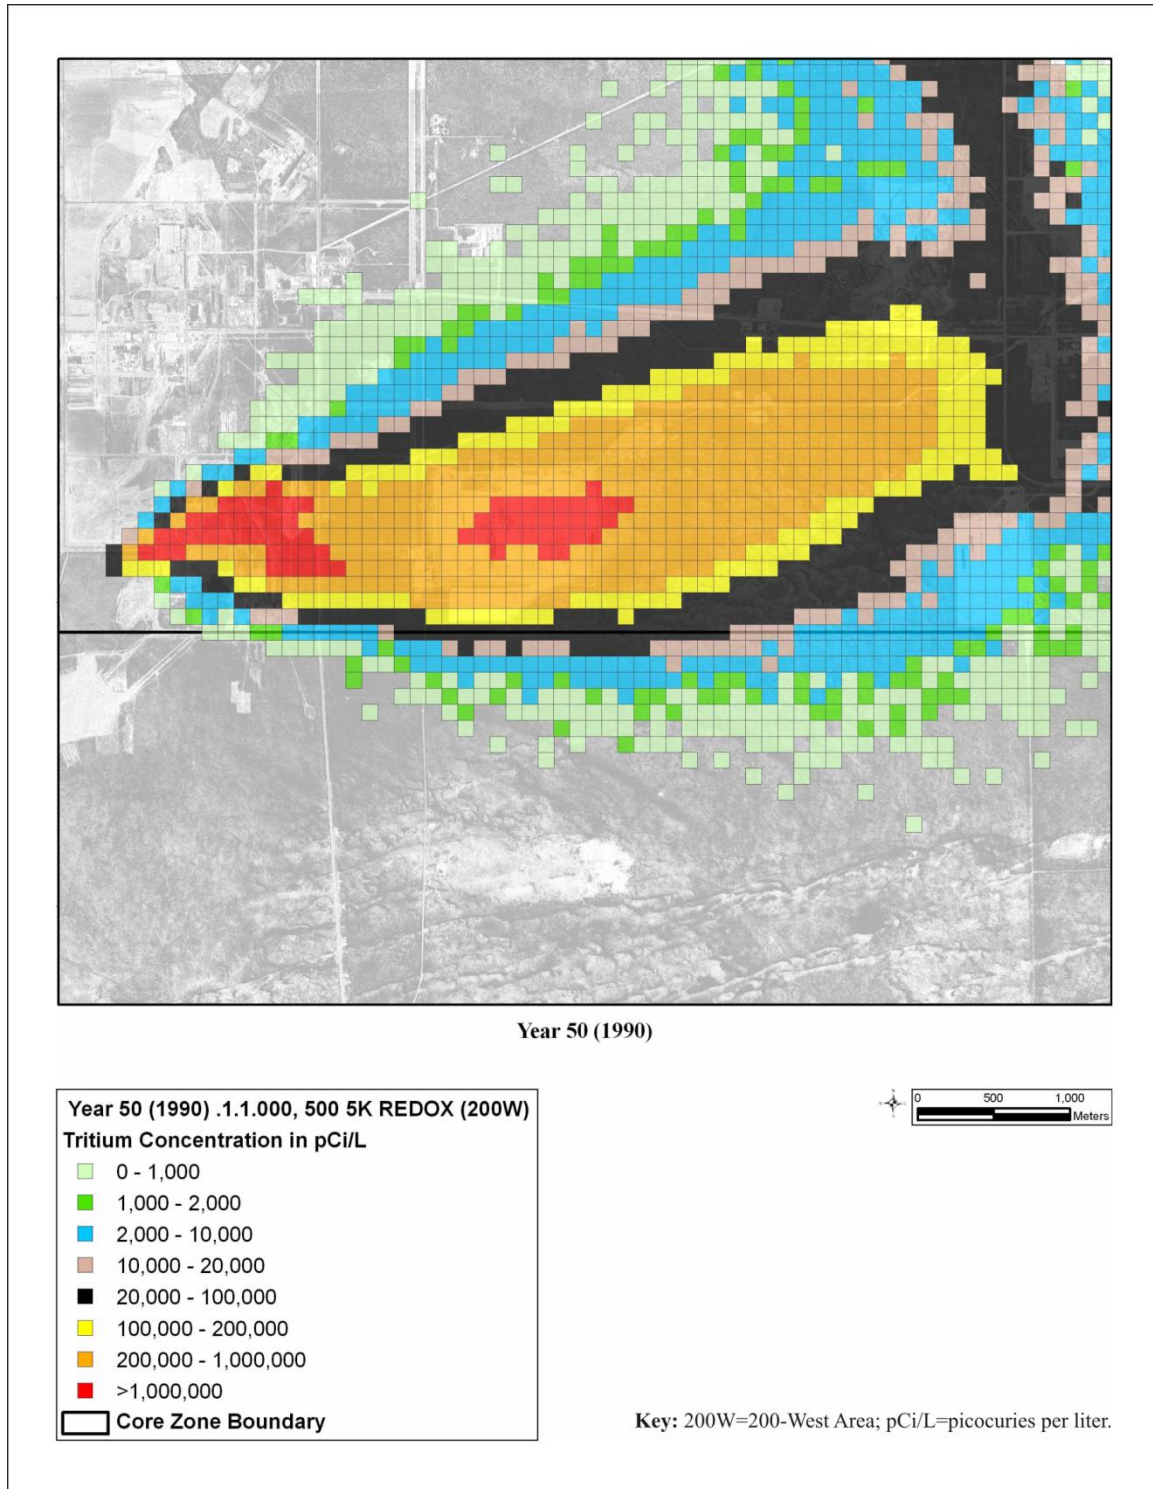 Year 50 (1990)
Year 50 (1990) .1.1.000, 500 5K REDOX (200W)
Tritium Concentration in pCi/L
0 - 1,000
1,000 - 2,000
2,000 - 10,000
10,000 - 20,000
20,000 - 100,000
100,000 - 200,000
200,000 - 1,000,000
>1,000,000
Core Zone Boundary
0 500 1,000
Meters
Key: 200W=200-West Area; pCi/L=picocuries per liter.